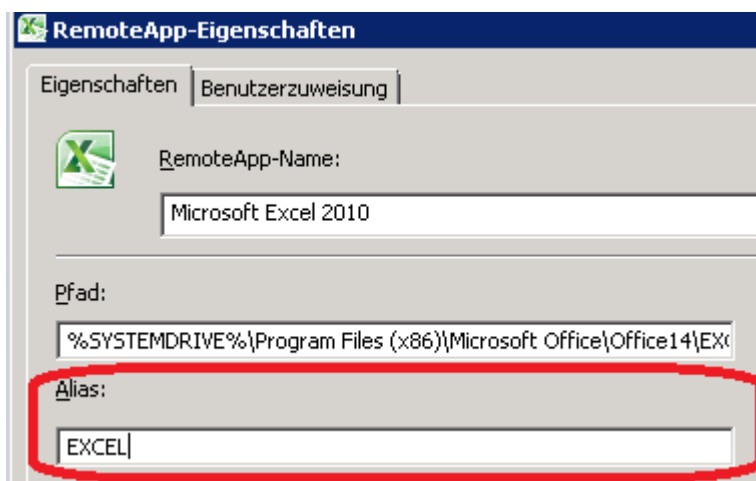 RemoteApp-Eigenschaften
Eigenschaften Benutzerzuweisung
RemoteApp-Name:
Microsoft Excel 2010
Pfad:
%SYSTEMDRIVE%\Program Files (x86)\Microsoft Office\Office14\EX
Alias:
EXCEL